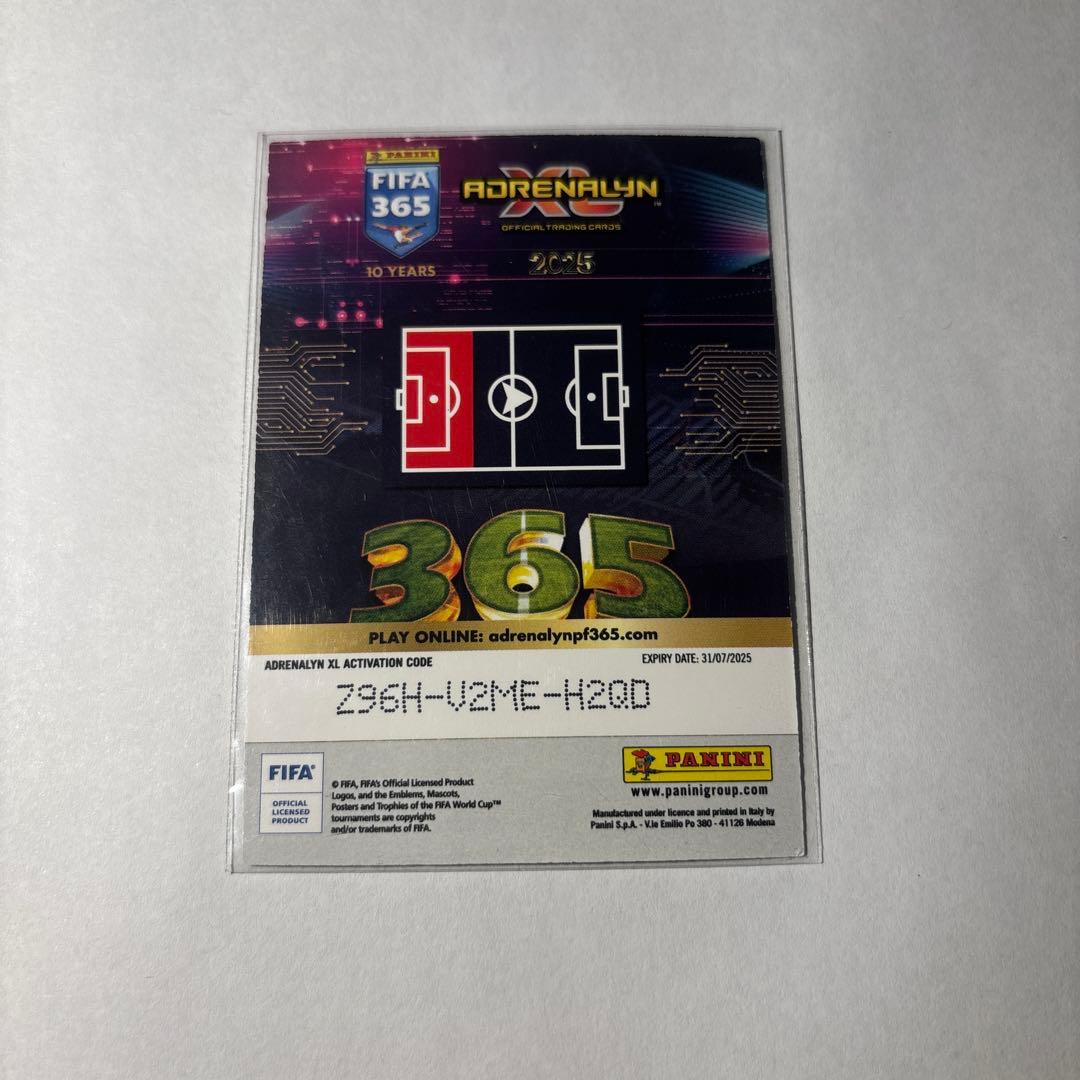 PANINI
FIFA
365
10 YEARS
ADRENALYN
XL
™
OFFICIAL TRADING CARDS
2025
365
PLAY ONLINE: adrenalynpf365.com
ADRENALYN XL ACTIVATION CODE
EXPIRY DATE: 31/07/2025
Z96H-V2ME-H2QD
FIFA®
OFFICIAL
LICENSED
PRODUCT
© FIFA, FIFA's Official Licensed Product
Logos, and the Emblems, Mascots,
Posters and Trophies of the FIFA World Cup™
tournaments are copyrights
and/or trademarks of FIFA.
PANINI
www.paninigroup.com
Manufactured under licence and printed in Italy by
Panini S.p.A. - V.le Emilio Po 380 - 41126 Modena